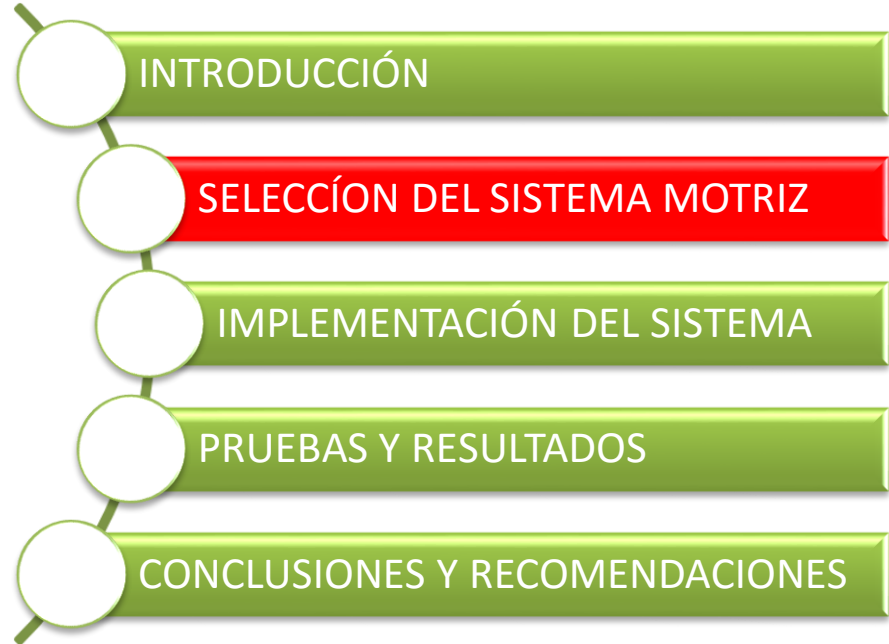 INTRODUCCIÓN
SELECCÍON DEL SISTEMA MOTRIZ
IMPLEMENTACIÓN DEL SISTEMA
PRUEBAS Y RESULTADOS
CONCLUSIONES Y RECOMENDACIONES